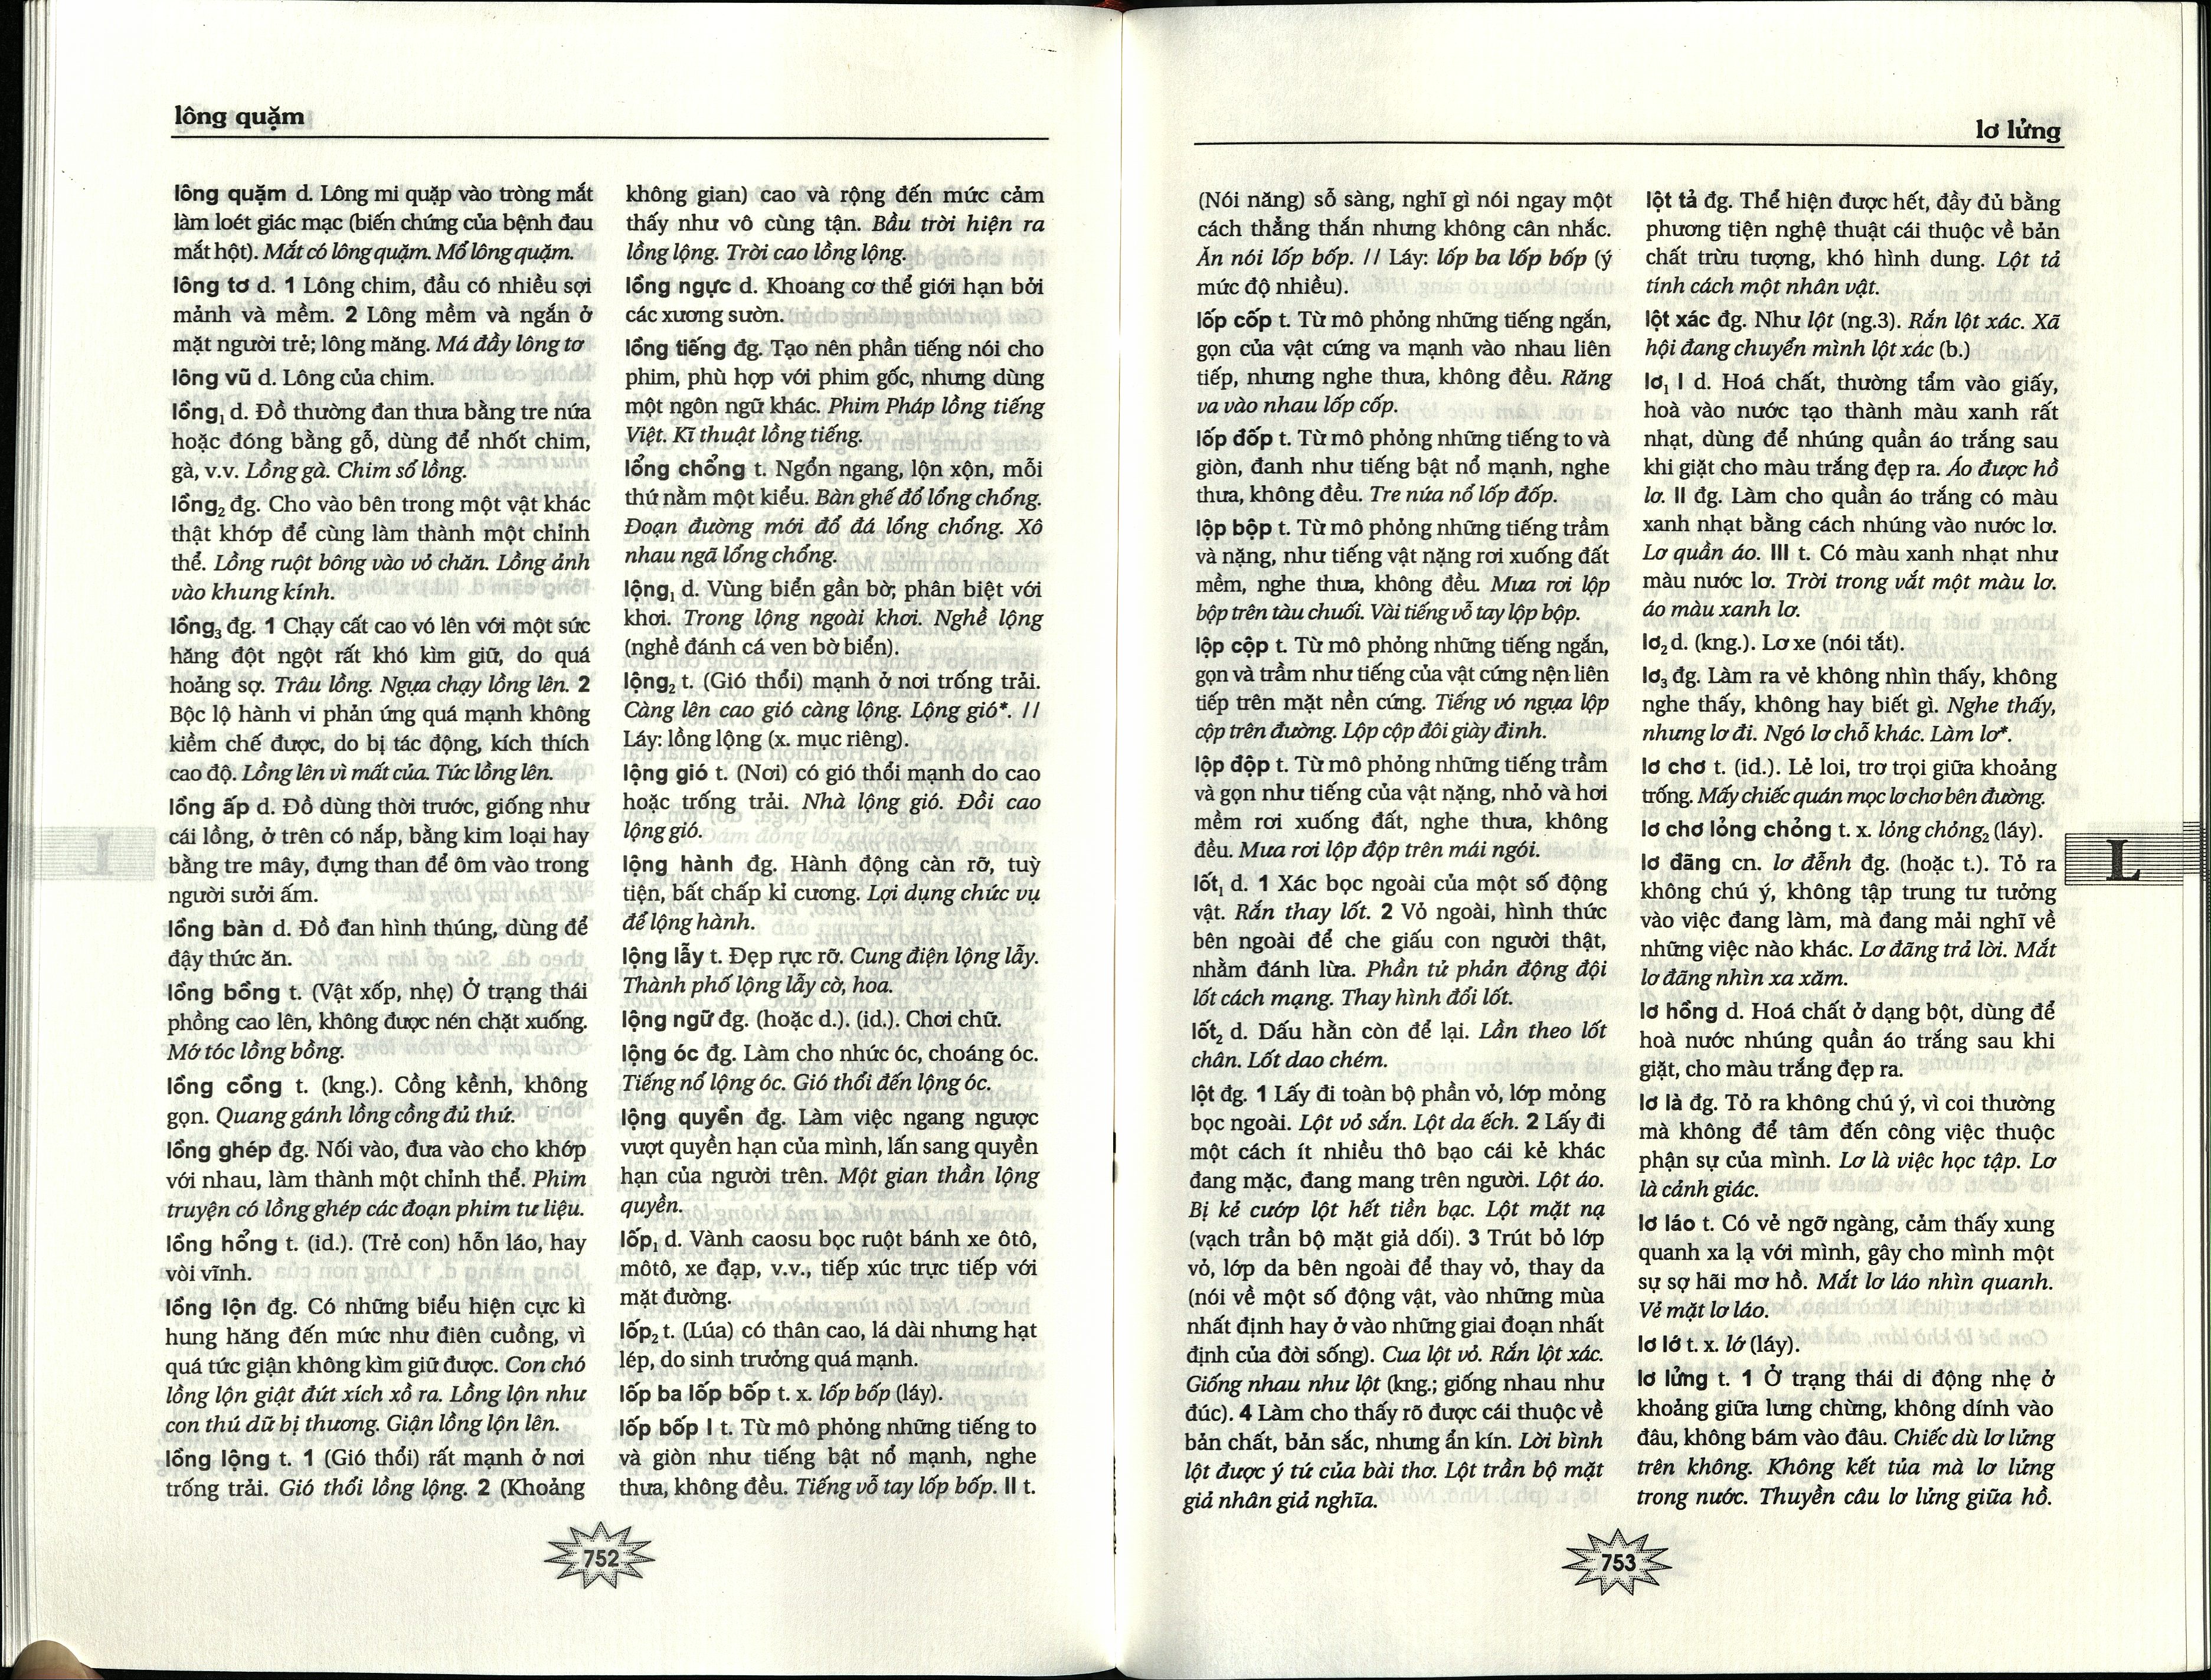 lông quặm
lông quặm d. Lông mi quặp vào tròng mắt
làm loét giác mạc (biến chứng của bệnh đau
mắt hột). Mắt có lông quặm. Mổ lông quặm.
lông tơ d. 1 Lông chim, đầu có nhiều sợi
mảnh và mềm. 2 Lông mềm và ngắn ở
mặt người trẻ; lông măng. Má đầy lông tơ
lông vũ d. Lông của chim.
lồng₁ d. Đồ thường đan thưa bằng tre nứa
hoặc đóng bằng gỗ, dùng để nhốt chim,
gà, v.v. Lồng gà. Chim sổ lồng.
lồng₂ đg. Cho vào bên trong một vật khác
thật khớp để cùng làm thành một chỉnh
thể. Lồng ruột bông vào vỏ chăn. Lồng ảnh
vào khung kính.
lồng₃ đg. 1 Chạy cất cao vó lên với một sức
hăng đột ngột rất khó kìm giữ, do quá
hoảng sợ. Trâu lồng. Ngựa chạy lồng lên. 2
Bộc lộ hành vi phản ứng quá mạnh không
kiềm chế được, do bị tác động, kích thích
cao độ. Lồng lên vì mất của. Tức lồng lên.
lồng ấp d. Đồ dùng thời trước, giống như
cái lồng, ở trên có nắp, bằng kim loại hay
bằng tre mây, đựng than để ôm vào trong
người sưởi ấm.
lồng bàn d. Đồ đan hình thúng, dùng để
đậy thức ăn.
lồng bồng t. (Vật xốp, nhẹ) Ở trạng thái
phồng cao lên, không được nén chặt xuống.
Mớ tóc lồng bồng.
lồng cồng t. (kng.). Cồng kềnh, không
gọn. Quang gánh lồng cồng đủ thứ.
lồng ghép đg. Nối vào, đưa vào cho khớp
với nhau, làm thành một chỉnh thể. Phim
truyện có lồng ghép các đoạn phim tư liệu.
lồng hổng t. (id.). (Trẻ con) hỗn láo, hay
vòi vĩnh.
lồng lộn đg. Có những biểu hiện cực kì
hung hăng đến mức như điên cuồng, vì
quá tức giận không kìm giữ được. Con chó
lồng lộn giật đứt xích xổ ra. Lồng lộn như
con thú dữ bị thương. Giận lồng lộn lên.
lồng lộng t. 1 (Gió thổi) rất mạnh ở nơi
trống trải. Gió thổi lồng lộng. 2 (Khoảng
không gian) cao và rộng đến mức cảm
thấy như vô cùng tận. Bầu trời hiện ra
lồng lộng. Trời cao lồng lộng.
lồng ngực d. Khoang cơ thể giới hạn bởi
các xương sườn.
lồng tiếng đg. Tạo nên phần tiếng nói cho
phim, phù hợp với phim gốc, nhưng dùng
một ngôn ngữ khác. Phim Pháp lồng tiếng
Việt. Kĩ thuật lồng tiếng.
lổng chổng t. Ngổn ngang, lộn xộn, mỗi
thứ nằm một kiểu. Bàn ghế đổ lổng chổng.
Đoạn đường mới đổ đá lổng chổng. Xô
nhau ngã lổng chổng.
lộng₁ d. Vùng biển gần bờ; phân biệt với
khơi. Trong lộng ngoài khơi. Nghề lộng
(nghề đánh cá ven bờ biển).
lộng₂ t. (Gió thổi) mạnh ở nơi trống trải.
Càng lên cao gió càng lộng. Lộng gió*. //
Láy: lồng lộng (x. mục riêng).
lộng gió t. (Nơi) có gió thổi mạnh do cao
hoặc trống trải. Nhà lộng gió. Đồi cao
lộng gió.
lộng hành đg. Hành động càn rỡ, tuỳ
tiện, bất chấp kỉ cương. Lợi dụng chức vụ
để lộng hành.
lộng lẫy t. Đẹp rực rỡ. Cung điện lộng lẫy.
Thành phố lộng lẫy cờ, hoa.
lộng ngữ đg. (hoặc d.). (id.). Chơi chữ.
lộng óc đg. Làm cho nhức óc, choáng óc.
Tiếng nổ lộng óc. Gió thổi đến lộng óc.
lộng quyền đg. Làm việc ngang ngược
vượt quyền hạn của mình, lấn sang quyền
hạn của người trên. Một gian thần lộng
quyền.
lốp₁ d. Vành caosu bọc ruột bánh xe ôtô,
môtô, xe đạp, v.v., tiếp xúc trực tiếp với
mặt đường.
lốp₂ t. (Lúa) có thân cao, lá dài nhưng hạt
lép, do sinh trưởng quá mạnh.
lốp ba lốp bốp t. x. lốp bốp (láy).
lốp bốp I t. Từ mô phỏng những tiếng to
và giòn như tiếng bật nổ mạnh, nghe
thưa, không đều. Tiếng vỗ tay lốp bốp. II t.
752
lơ lửng
(Nói năng) sỗ sàng, nghĩ gì nói ngay một
cách thẳng thắn nhưng không cân nhắc.
Ăn nói lốp bốp. // Láy: lốp ba lốp bốp (ý
mức độ nhiều).
lốp cốp t. Từ mô phỏng những tiếng ngắn,
gọn của vật cứng va mạnh vào nhau liên
tiếp, nhưng nghe thưa, không đều. Răng
va vào nhau lốp cốp.
lốp đốp t. Từ mô phỏng những tiếng to và
giòn, đanh như tiếng bật nổ mạnh, nghe
thưa, không đều. Tre nứa nổ lốp đốp.
lộp bộp t. Từ mô phỏng những tiếng trầm
và nặng, như tiếng vật nặng rơi xuống đất
mềm, nghe thưa, không đều. Mưa rơi lộp
bộp trên tàu chuối. Vài tiếng vỗ tay lộp bộp.
lộp cộp t. Từ mô phỏng những tiếng ngắn,
gọn và trầm như tiếng của vật cứng nện liên
tiếp trên mặt nền cứng. Tiếng vó ngựa lộp
cộp trên đường. Lộp cộp đôi giày đinh.
lộp độp t. Từ mô phỏng những tiếng trầm
và gọn như tiếng của vật nặng, nhỏ và hơi
mềm rơi xuống đất, nghe thưa, không
đều. Mưa rơi lộp độp trên mái ngói.
lốt₁ d. 1 Xác bọc ngoài của một số động
vật. Rắn thay lốt. 2 Vỏ ngoài, hình thức
bên ngoài để che giấu con người thật,
nhằm đánh lừa. Phần tử phản động đội
lốt cách mạng. Thay hình đổi lốt.
lốt₂ d. Dấu hằn còn để lại. Lần theo lốt
chân. Lốt dao chém.
lột đg. 1 Lấy đi toàn bộ phần vỏ, lớp mỏng
bọc ngoài. Lột vỏ sắn. Lột da ếch. 2 Lấy đi
một cách ít nhiều thô bạo cái kẻ khác
đang mặc, đang mang trên người. Lột áo.
Bị kẻ cướp lột hết tiền bạc. Lột mặt nạ
(vạch trần bộ mặt giả dối). 3 Trút bỏ lớp
vỏ, lớp da bên ngoài để thay vỏ, thay da
(nói về một số động vật, vào những mùa
nhất định hay ở vào những giai đoạn nhất
định của đời sống). Cua lột vỏ. Rắn lột xác.
Giống nhau như lột (kng.; giống nhau như
đúc). 4 Làm cho thấy rõ được cái thuộc về
bản chất, bản sắc, nhưng ẩn kín. Lời bình
lột được ý tứ của bài thơ. Lột trần bộ mặt
giả nhân giả nghĩa.
lột tả đg. Thể hiện được hết, đầy đủ bằng
phương tiện nghệ thuật cái thuộc về bản
chất trừu tượng, khó hình dung. Lột tả
tính cách một nhân vật.
lột xác đg. Như lột (ng.3). Rắn lột xác. Xã
hội đang chuyển mình lột xác (b.)
lơ₁ I d. Hoá chất, thường tẩm vào giấy,
hoà vào nước tạo thành màu xanh rất
nhạt, dùng để nhúng quần áo trắng sau
khi giặt cho màu trắng đẹp ra. Áo được hồ
lơ. II đg. Làm cho quần áo trắng có màu
xanh nhạt bằng cách nhúng vào nước lơ.
Lơ quần áo. III t. Có màu xanh nhạt như
màu nước lơ. Trời trong vắt một màu lơ.
áo màu xanh lơ.
lơ₂ d. (kng.). Lơ xe (nói tắt).
lơ₃ đg. Làm ra vẻ không nhìn thấy, không
nghe thấy, không hay biết gì. Nghe thấy,
nhưng lơ đi. Ngó lơ chỗ khác. Làm lơ*.
lơ chơ t. (id.). Lẻ loi, trơ trọi giữa khoảng
trống. Mấy chiếc quán mọc lơ chơ bên đường.
lơ chơ lỏng chỏng t. x. lỏng chỏng₂ (láy).
lơ đãng cn. lơ đễnh đg. (hoặc t.). Tỏ ra
không chú ý, không tập trung tư tưởng
vào việc đang làm, mà đang mải nghĩ về
những việc nào khác. Lơ đãng trả lời. Mắt
lơ đãng nhìn xa xăm.
lơ hồng d. Hoá chất ở dạng bột, dùng để
hoà nước nhúng quần áo trắng sau khi
giặt, cho màu trắng đẹp ra.
lơ là đg. Tỏ ra không chú ý, vì coi thường
mà không để tâm đến công việc thuộc
phận sự của mình. Lơ là việc học tập. Lơ
là cảnh giác.
lơ láo t. Có vẻ ngỡ ngàng, cảm thấy xung
quanh xa lạ với mình, gây cho mình một
sự sợ hãi mơ hồ. Mắt lơ láo nhìn quanh.
Vẻ mặt lơ láo.
lơ lớ t. x. lớ (láy).
lơ lửng t. 1 Ở trạng thái di động nhẹ ở
khoảng giữa lưng chừng, không dính vào
đâu, không bám vào đâu. Chiếc dù lơ lửng
trên không. Không kết tủa mà lơ lửng
trong nước. Thuyền câu lơ lửng giữa hồ.
L
753